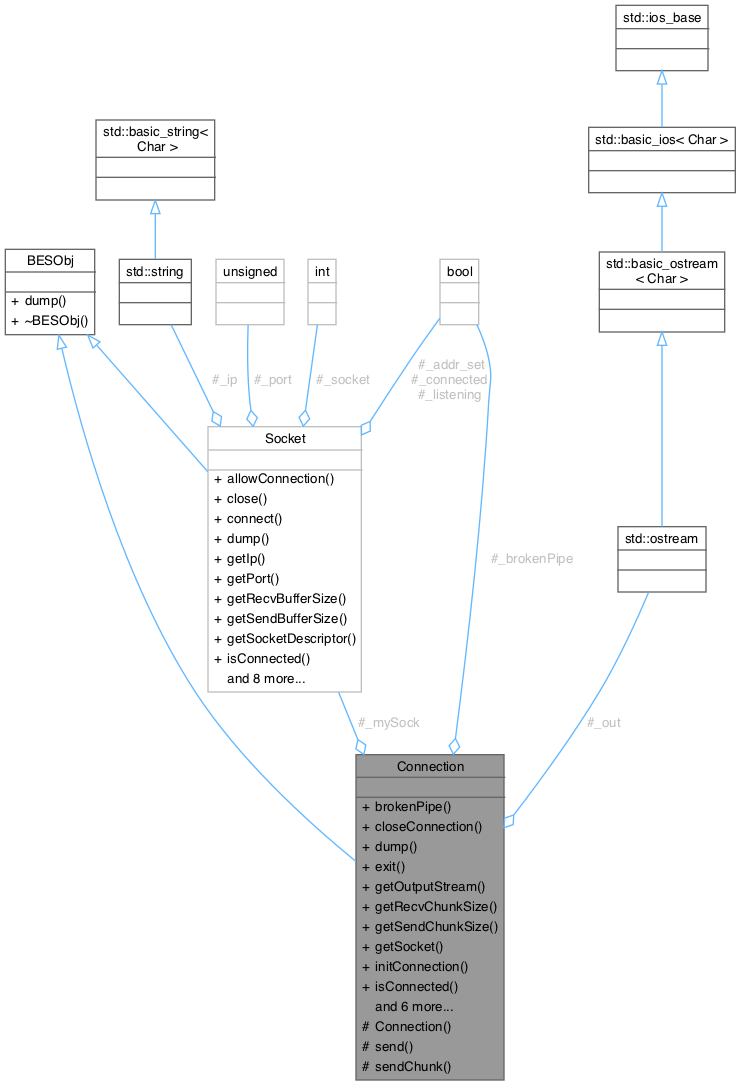 std::ios_base
std::basic_string<
Char >
std::basic_ios< Char >
BESObj
+ dump()
+ ~BESObj()
std::string
unsigned
int
bool
std::basic_ostream
< Char >
#_ip
#_port
#_socket
#_addr_set
#_connected
#_listening
Socket
+ allowConnection()
+ close()
+ connect()
+ dump()
+ getIp()
+ getPort()
+ getRecvBufferSize()
+ getSendBufferSize()
+ getSocketDescriptor()
+ isConnected()
and 8 more...
#_brokenPipe
std::ostream
#_mySock
#_out
Connection
+ brokenPipe()
+ closeConnection()
+ dump()
+ exit()
+ getOutputStream()
+ getRecvChunkSize()
+ getSendChunkSize()
+ getSocket()
+ initConnection()
+ isConnected()
and 6 more...
# Connection()
# send()
# sendChunk()